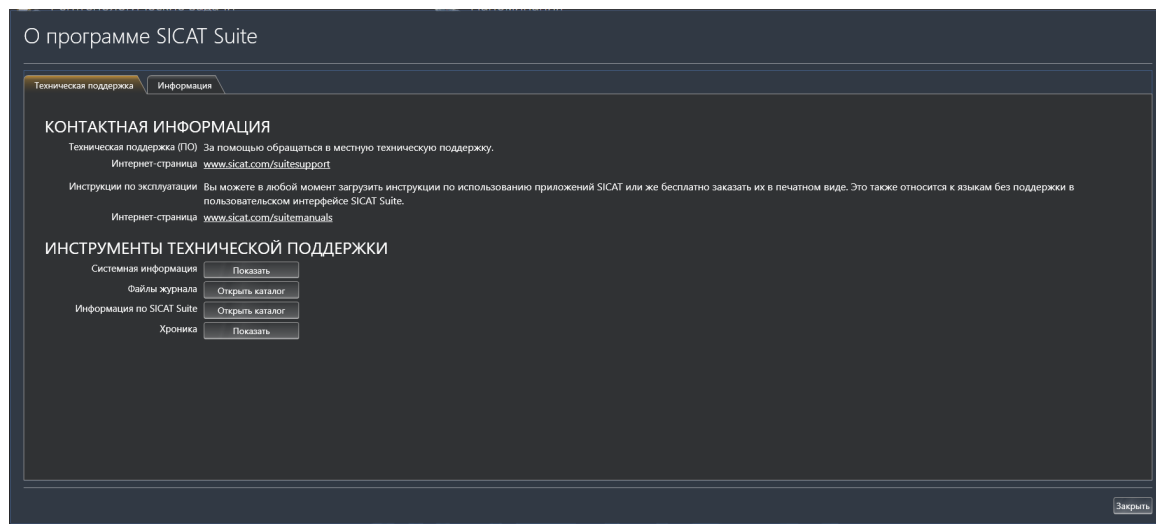 О программе SICAT Suite
Техническая поддержка
Информация
КОНТАКТНАЯ ИНФОРМАЦИЯ
Техническая поддержка (ПО) За помощью обращаться в местную техническую поддержку.
Интернет-страница www.sicat.com/suitesupport
Инструкции по эксплуатации Вы можете в любой момент загрузить инструкции по использованию приложений SICAT или же бесплатно заказать их в печатном виде. Это также относится к языкам без поддержки в
пользовательском интерфейсе SICAT Suite.
Интернет-страница www.sicat.com/suitemanuals
ИНСТРУМЕНТЫ ТЕХНИЧЕСКОЙ ПОДДЕРЖКИ
Системная информация Показать
Файлы журнала Открыть каталог
Информация по SICAT Suite Открыть каталог
Хроника Показать
Закрыть